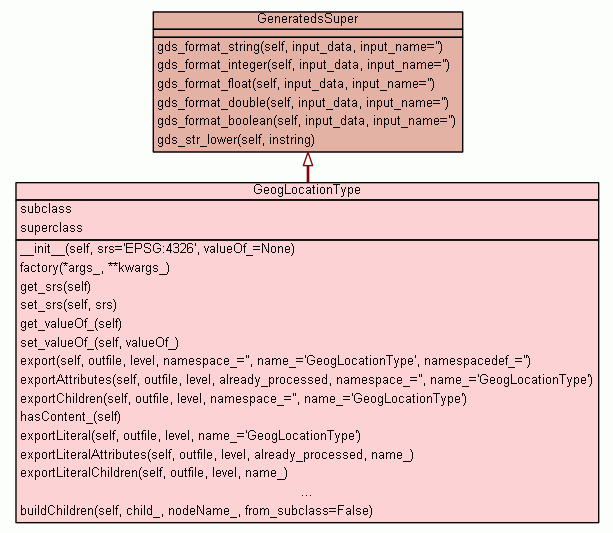 GeneratedsSuper
gds_format_string(self, input_data, input_name='')
gds_format_integer(self, input_data, input_name='')
gds_format_float(self, input_data, input_name='')
gds_format_double(self, input_data, input_name='')
gds_format_boolean(self, input_data, input_name='')
gds_str_lower(self, instring)
GeogLocationType
subclass
superclass
__init__(self, srs='EPSG:4326', valueOf_=None)
factory(*args_, **kwargs_)
get_srs(self)
set_srs(self, srs)
get_valueOf_(self)
set_valueOf_(self, valueOf_)
export(self, outfile, level, namespace_='', name_='GeogLocationType', namespacedef_='')
exportAttributes(self, outfile, level, already_processed, namespace_='', name_='GeogLocationType')
exportChildren(self, outfile, level, namespace_='', name_='GeogLocationType')
hasContent_(self)
exportLiteral(self, outfile, level, name_='GeogLocationType')
exportLiteralAttributes(self, outfile, level, already_processed, name_)
exportLiteralChildren(self, outfile, level, name_)
...
buildChildren(self, child_, nodeName_, from_subclass=False)